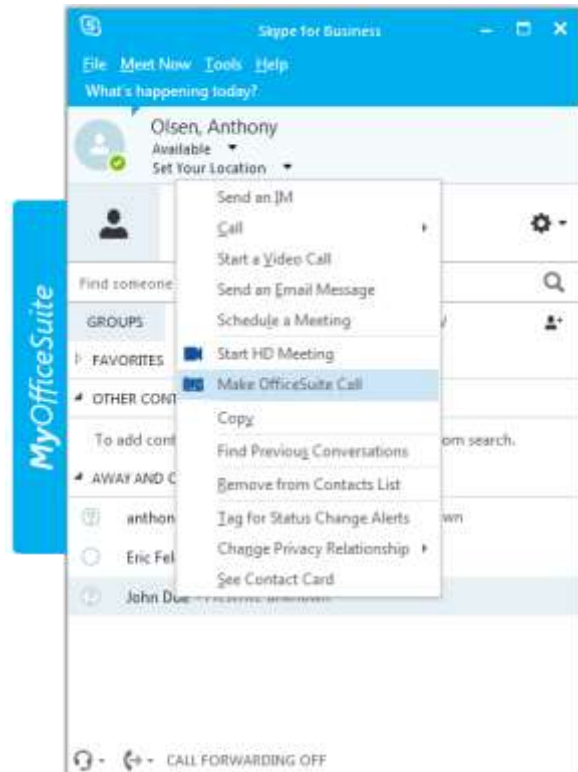 Skype for Business
File Meet Now Tools Help
What's happening today?
Olsen, Anthony
Available
Set Your Location
Send an IM
Call
Start a Video Call
Find someone
Send an Email Message
GROUPS
Schedule a Meeting
FAVORITES
Start HD Meeting
Make OfficeSuite Call
OTHER CONT
Copy
To add cont
om search.
Find Previous Conversations
AWAY AND
Remove from Contacts List
anthon
Tag for Status Change Alerts
wn
Eric Fel
Change Privacy Relationship
See Contact Card
John Doe
CALL FORWARDING OFF
MyOfficeSuite